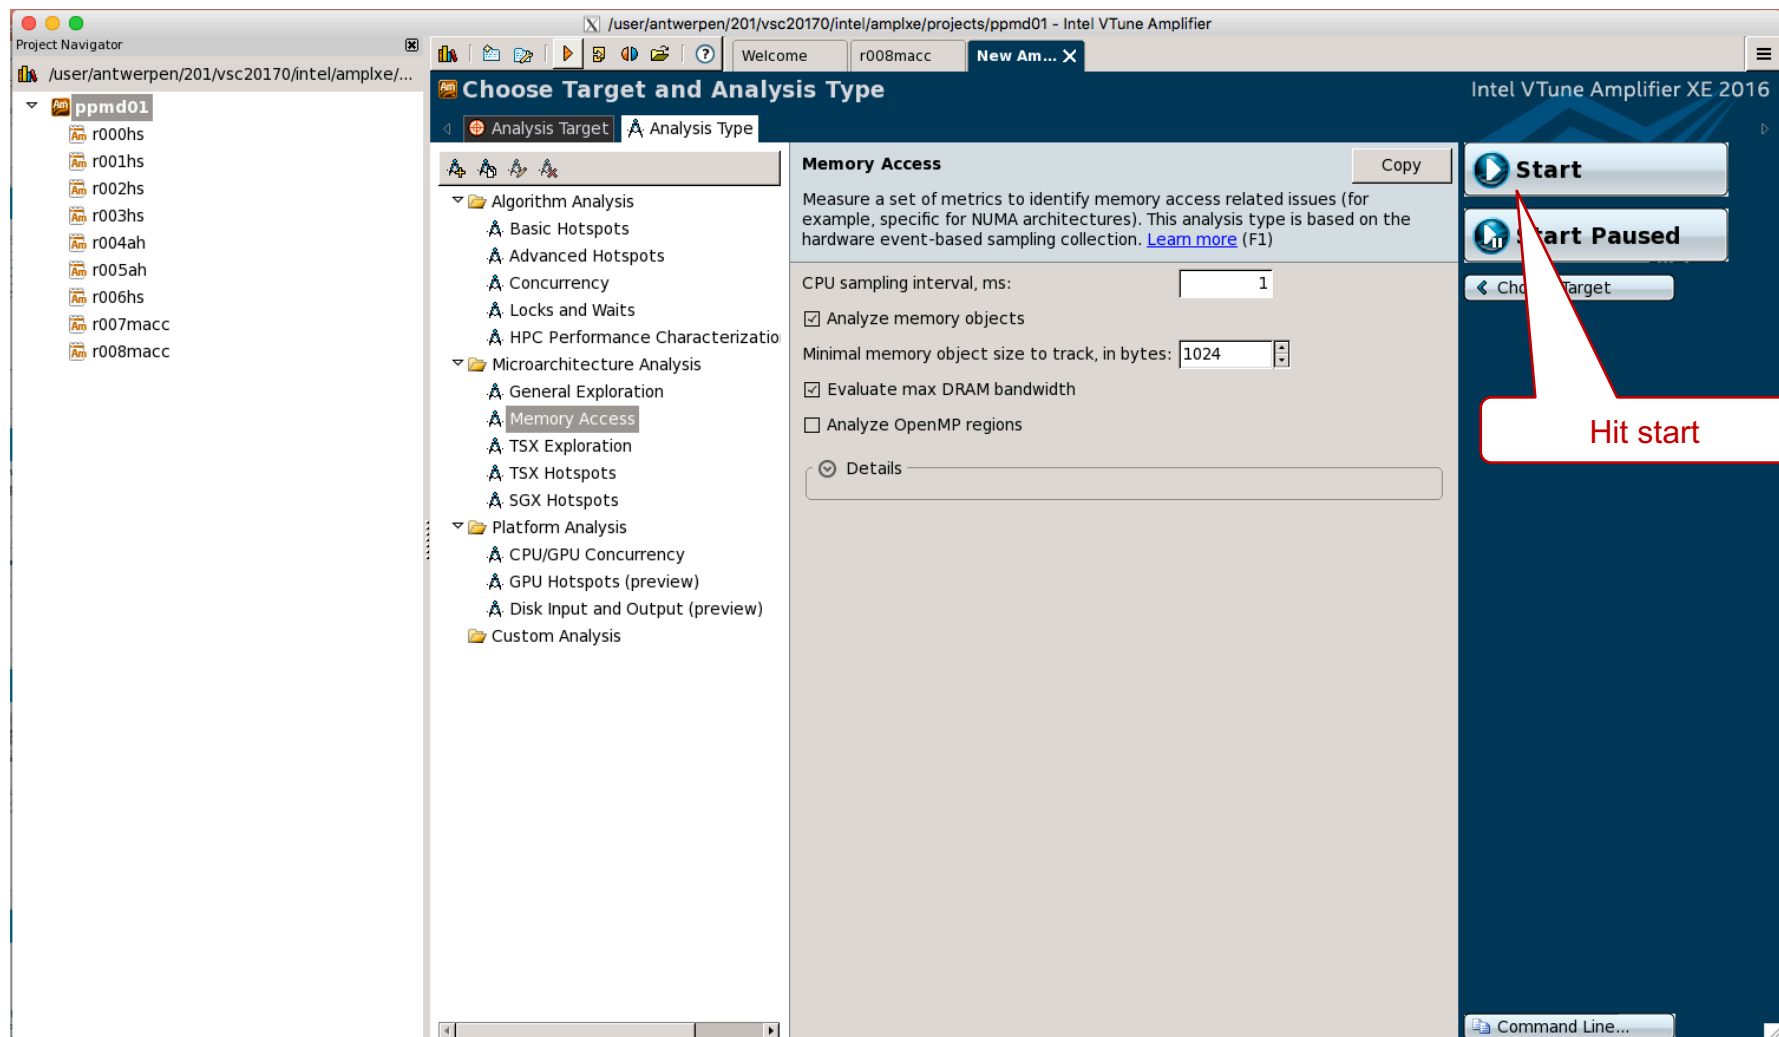 /user/antwerpen/201/vsc20170/intel/amplxe/projects/ppmd01 - Intel VTune Amplifier
Project Navigator
/user/antwerpen/201/vsc20170/intel/amplxe/...
ppmd01
r000hs
r001hs
r002hs
r003hs
r004ah
r005ah
r006hs
r007macc
r008macc
Welcome
r008macc
New Am...
Choose Target and Analysis Type
Intel VTune Amplifier XE 2016
Analysis Target
Analysis Type
Algorithm Analysis
Basic Hotspots
Advanced Hotspots
Concurrency
Locks and Waits
HPC Performance Characterizatio
Microarchitecture Analysis
General Exploration
Memory Access
TSX Exploration
TSX Hotspots
SGX Hotspots
Platform Analysis
CPU/GPU Concurrency
GPU Hotspots (preview)
Disk Input and Output (preview)
Custom Analysis
Memory Access
Copy
Measure a set of metrics to identify memory access related issues (for
example, specific for NUMA architectures). This analysis type is based on the
hardware event-based sampling collection. Learn more (F1)
CPU sampling interval, ms: 1
Analyze memory objects
Minimal memory object size to track, in bytes: 1024
Evaluate max DRAM bandwidth
Analyze OpenMP regions
Details
Start
Start Paused
Target
Hit start
Command Line...